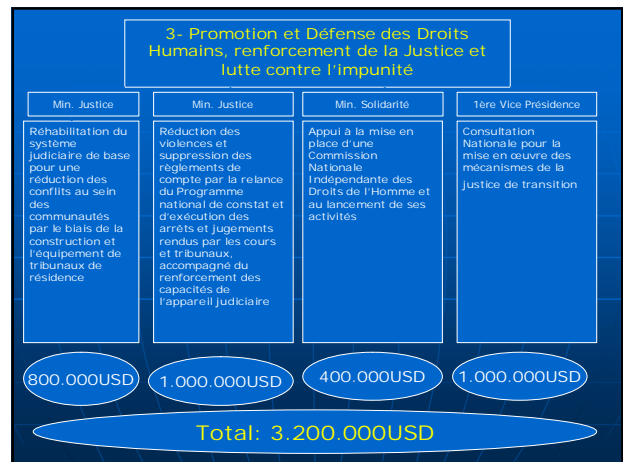 3- Promotion et Défense des Droits
Humains, renforcement de la Justice et
lutte contre l'impunité
Min. Justice
Min. Justice
Min. Solidarité
1ère Vice Présidence
Réhabilitation du
système
judiciaire de base
pour une
réduction des
conflits au sein
des
communautés
par le biais de la
construction et
l'équipement de
tribunaux de
résidence
Réduction des
violences et
suppression des
règlements de
compte par la relance
du Programme
national de constat et
d'exécution des
arrêts et jugements
rendus par les cours
et tribunaux,
accompagné du
renforcement des
capacités de
l'appareil judiciaire
Appui à la mise en
place d'une
Commission
Nationale
Indépendante des
Droits de l'Homme et
au lancement de ses
activités
Consultation
Nationale pour la
mise en œuvre des
mécanismes de la
justice de transition
800.000USD
1.000.000USD
400.000USD
1.000.000USD
Total: 3.200.000USD